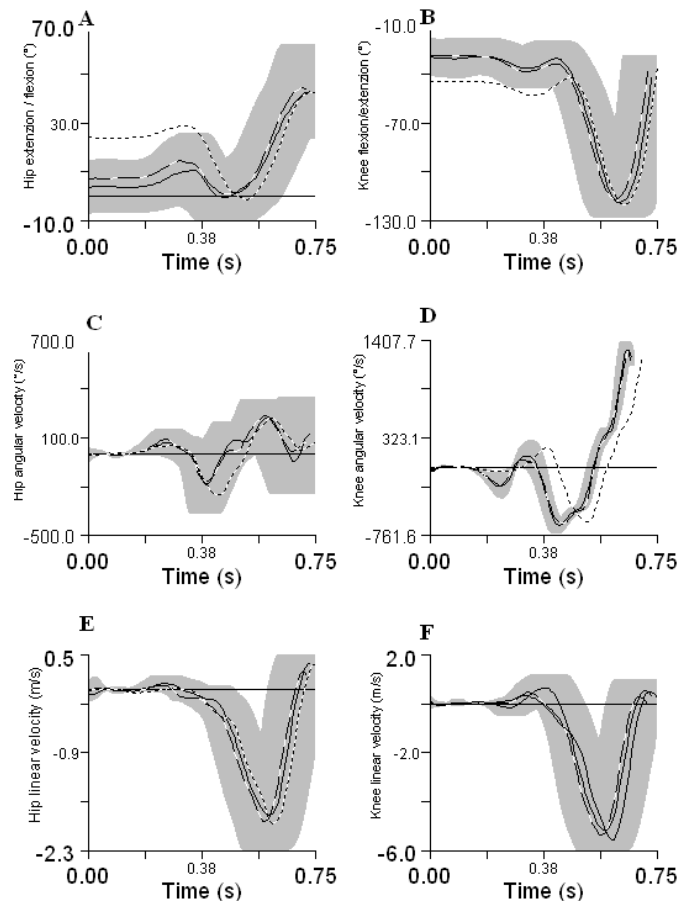 A
70.0
30.0
-10.0
Hip extenzion / flexion (°)
0.00
0.38
0.75
Time (s)
B
-10.0
-70.0
-130.0
Knee flexion/extenzion (°)
0.00
0.38
0.75
Time (s)
C
700.0
100.0
-500.0
Hip angular velocity (°/s)
0.00
0.38
0.75
Time (s)
D
1407.7
323.1
-761.6
Knee angular velocity (°/s)
0.00
0.38
0.75
Time (s)
E
0.5
-0.9
-2.3
Hip linear velocity (m/s)
0.00
0.38
0.75
Time (s)
F
2.0
-2.0
-6.0
Knee linear velocity (m/s)
0.00
0.38
0.75
Time (s)